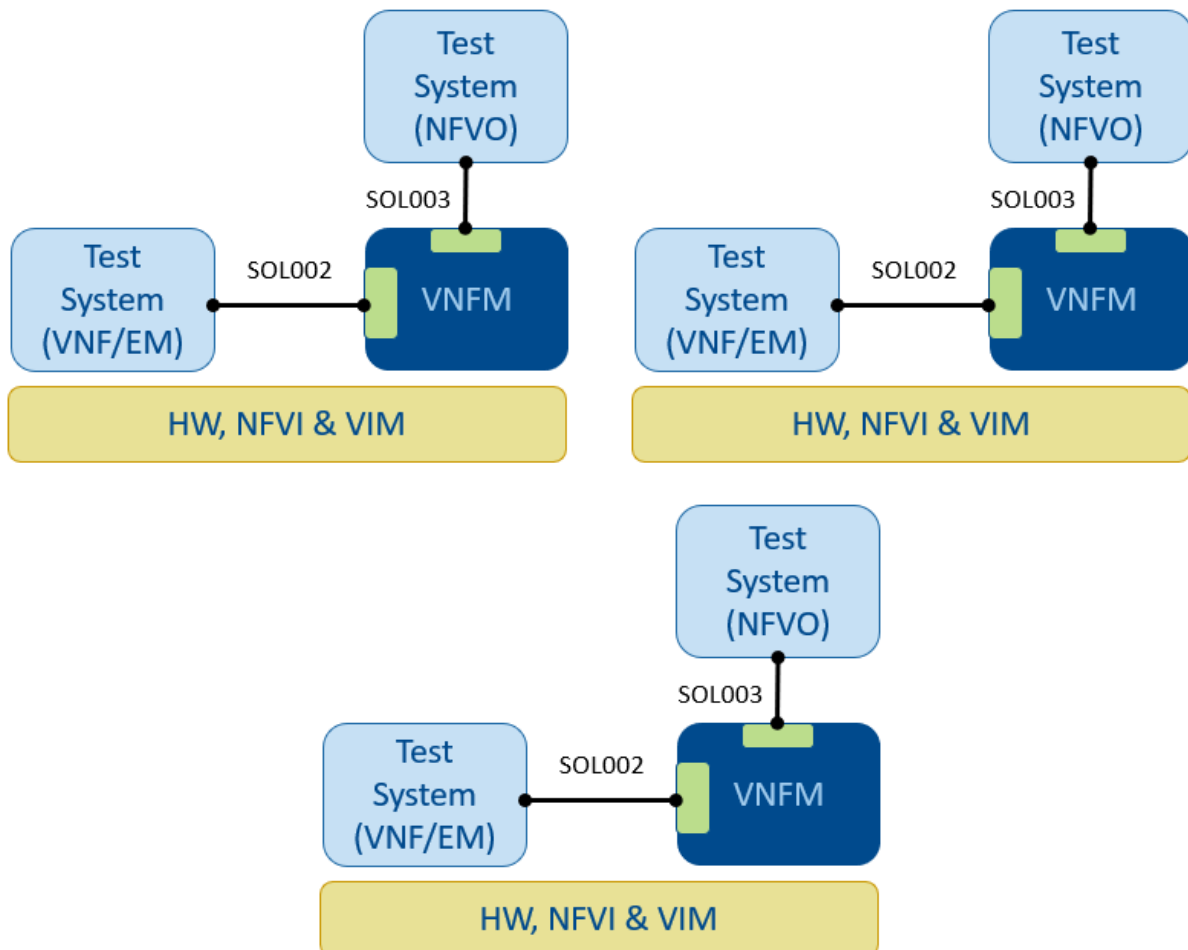 Test
System
(NFVO)
SOL003
Test
System
(VNF/EM)
SOL002
VNFM
HW, NFVI & VIM
Test
System
(NFVO)
SOL003
Test
System
(VNF/EM)
SOL002
VNFM
HW, NFVI & VIM
Test
System
(NFVO)
SOL003
Test
System
(VNF/EM)
SOL002
VNFM
HW, NFVI & VIM